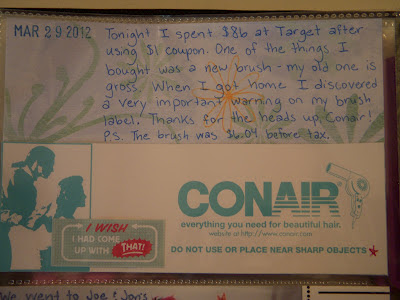 MAR 29 2012
Tonight I spent $86 at Target after
using $1 coupon. One of the things I
bought was a new brush - my old one is
gross. When I got home I discovered
a very important warning on my brush
label. Thanks for the heads up, Conair!
P.S. The brush was $6.04 before tax.
I WISH
I HAD COME
UP WITH THAT!
CONAIR
everything you need for beautiful hair.
website at http://www.conair.com
DO NOT USE OR PLACE NEAR SHARP OBJECTS
We went to Joe & Jon's